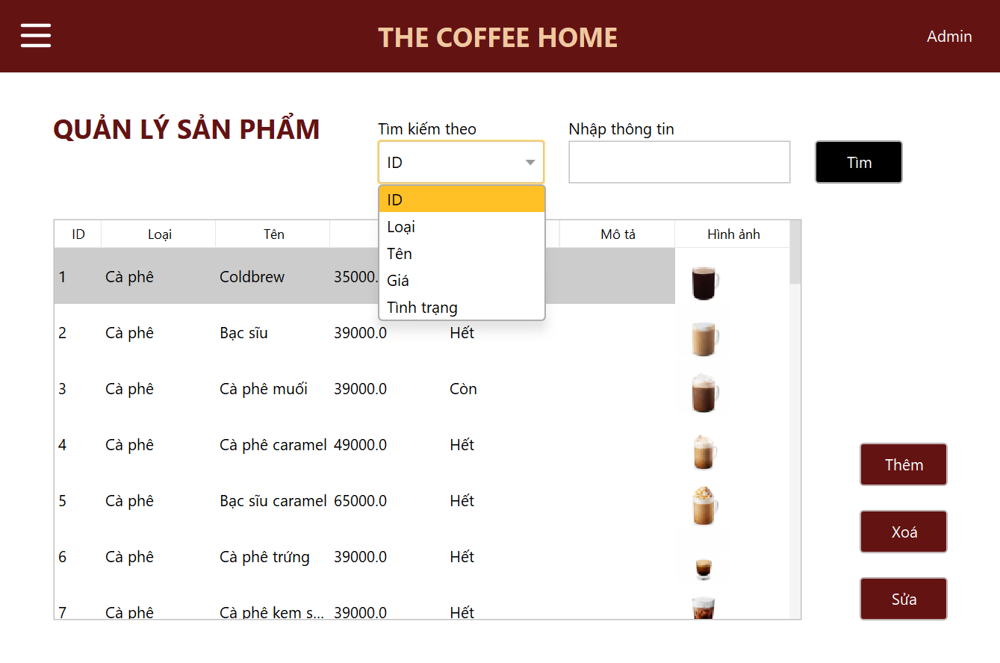 THE COFFEE HOME
Admin
QUẢN LÝ SẢN PHẨM
Tìm kiếm theo
Nhập thông tin
ID
Tìm
ID
Loại
Tên
Giá
Tình trạng
ID Loại Tên Mô tả Hình ảnh
1 Cà phê Coldbrew 35000.
2 Cà phê Bạc sĩu 39000.0 Hết
3 Cà phê Cà phê muối 39000.0 Còn
4 Cà phê Cà phê caramel 49000.0 Hết
5 Cà phê Bạc sĩu caramel 65000.0 Hết
6 Cà phê Cà phê trứng 39000.0 Hết
7 Cà phê Cà phê kem s... 39000.0 Hết
Thêm
Xoá
Sửa